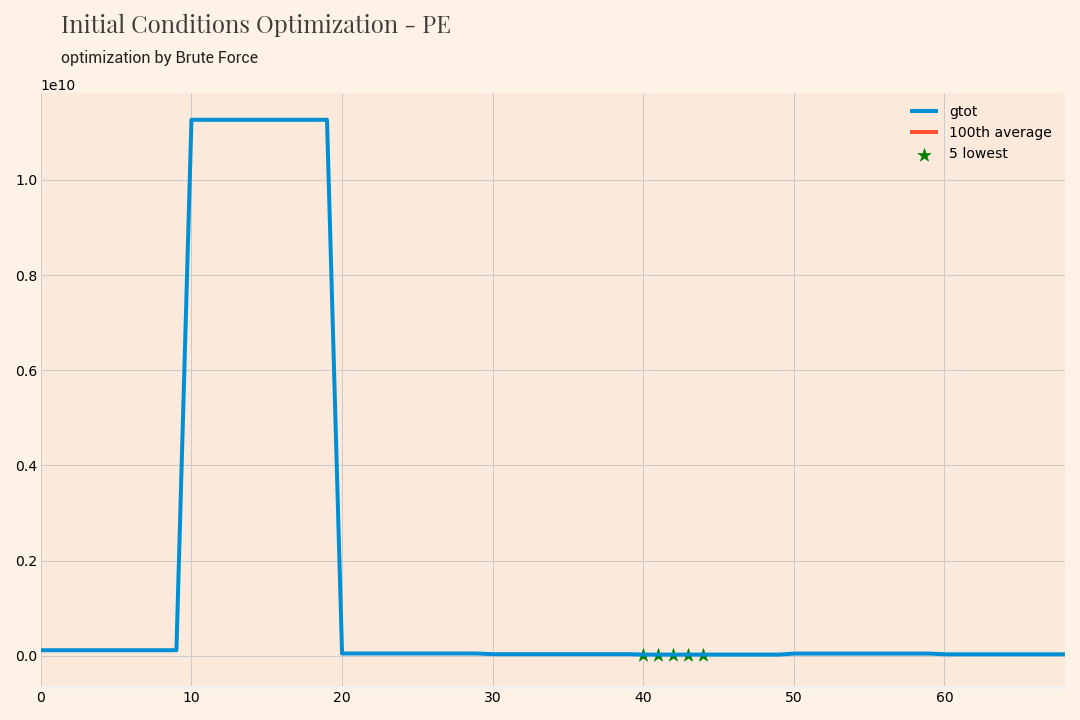 Initial Conditions Optimization - PE
optimization by Brute Force
1e10
gtot
100th average
5 lowest
1.0
0.8
0.6
0.4
0.2
0.0
0 10 20 30 40 50 60